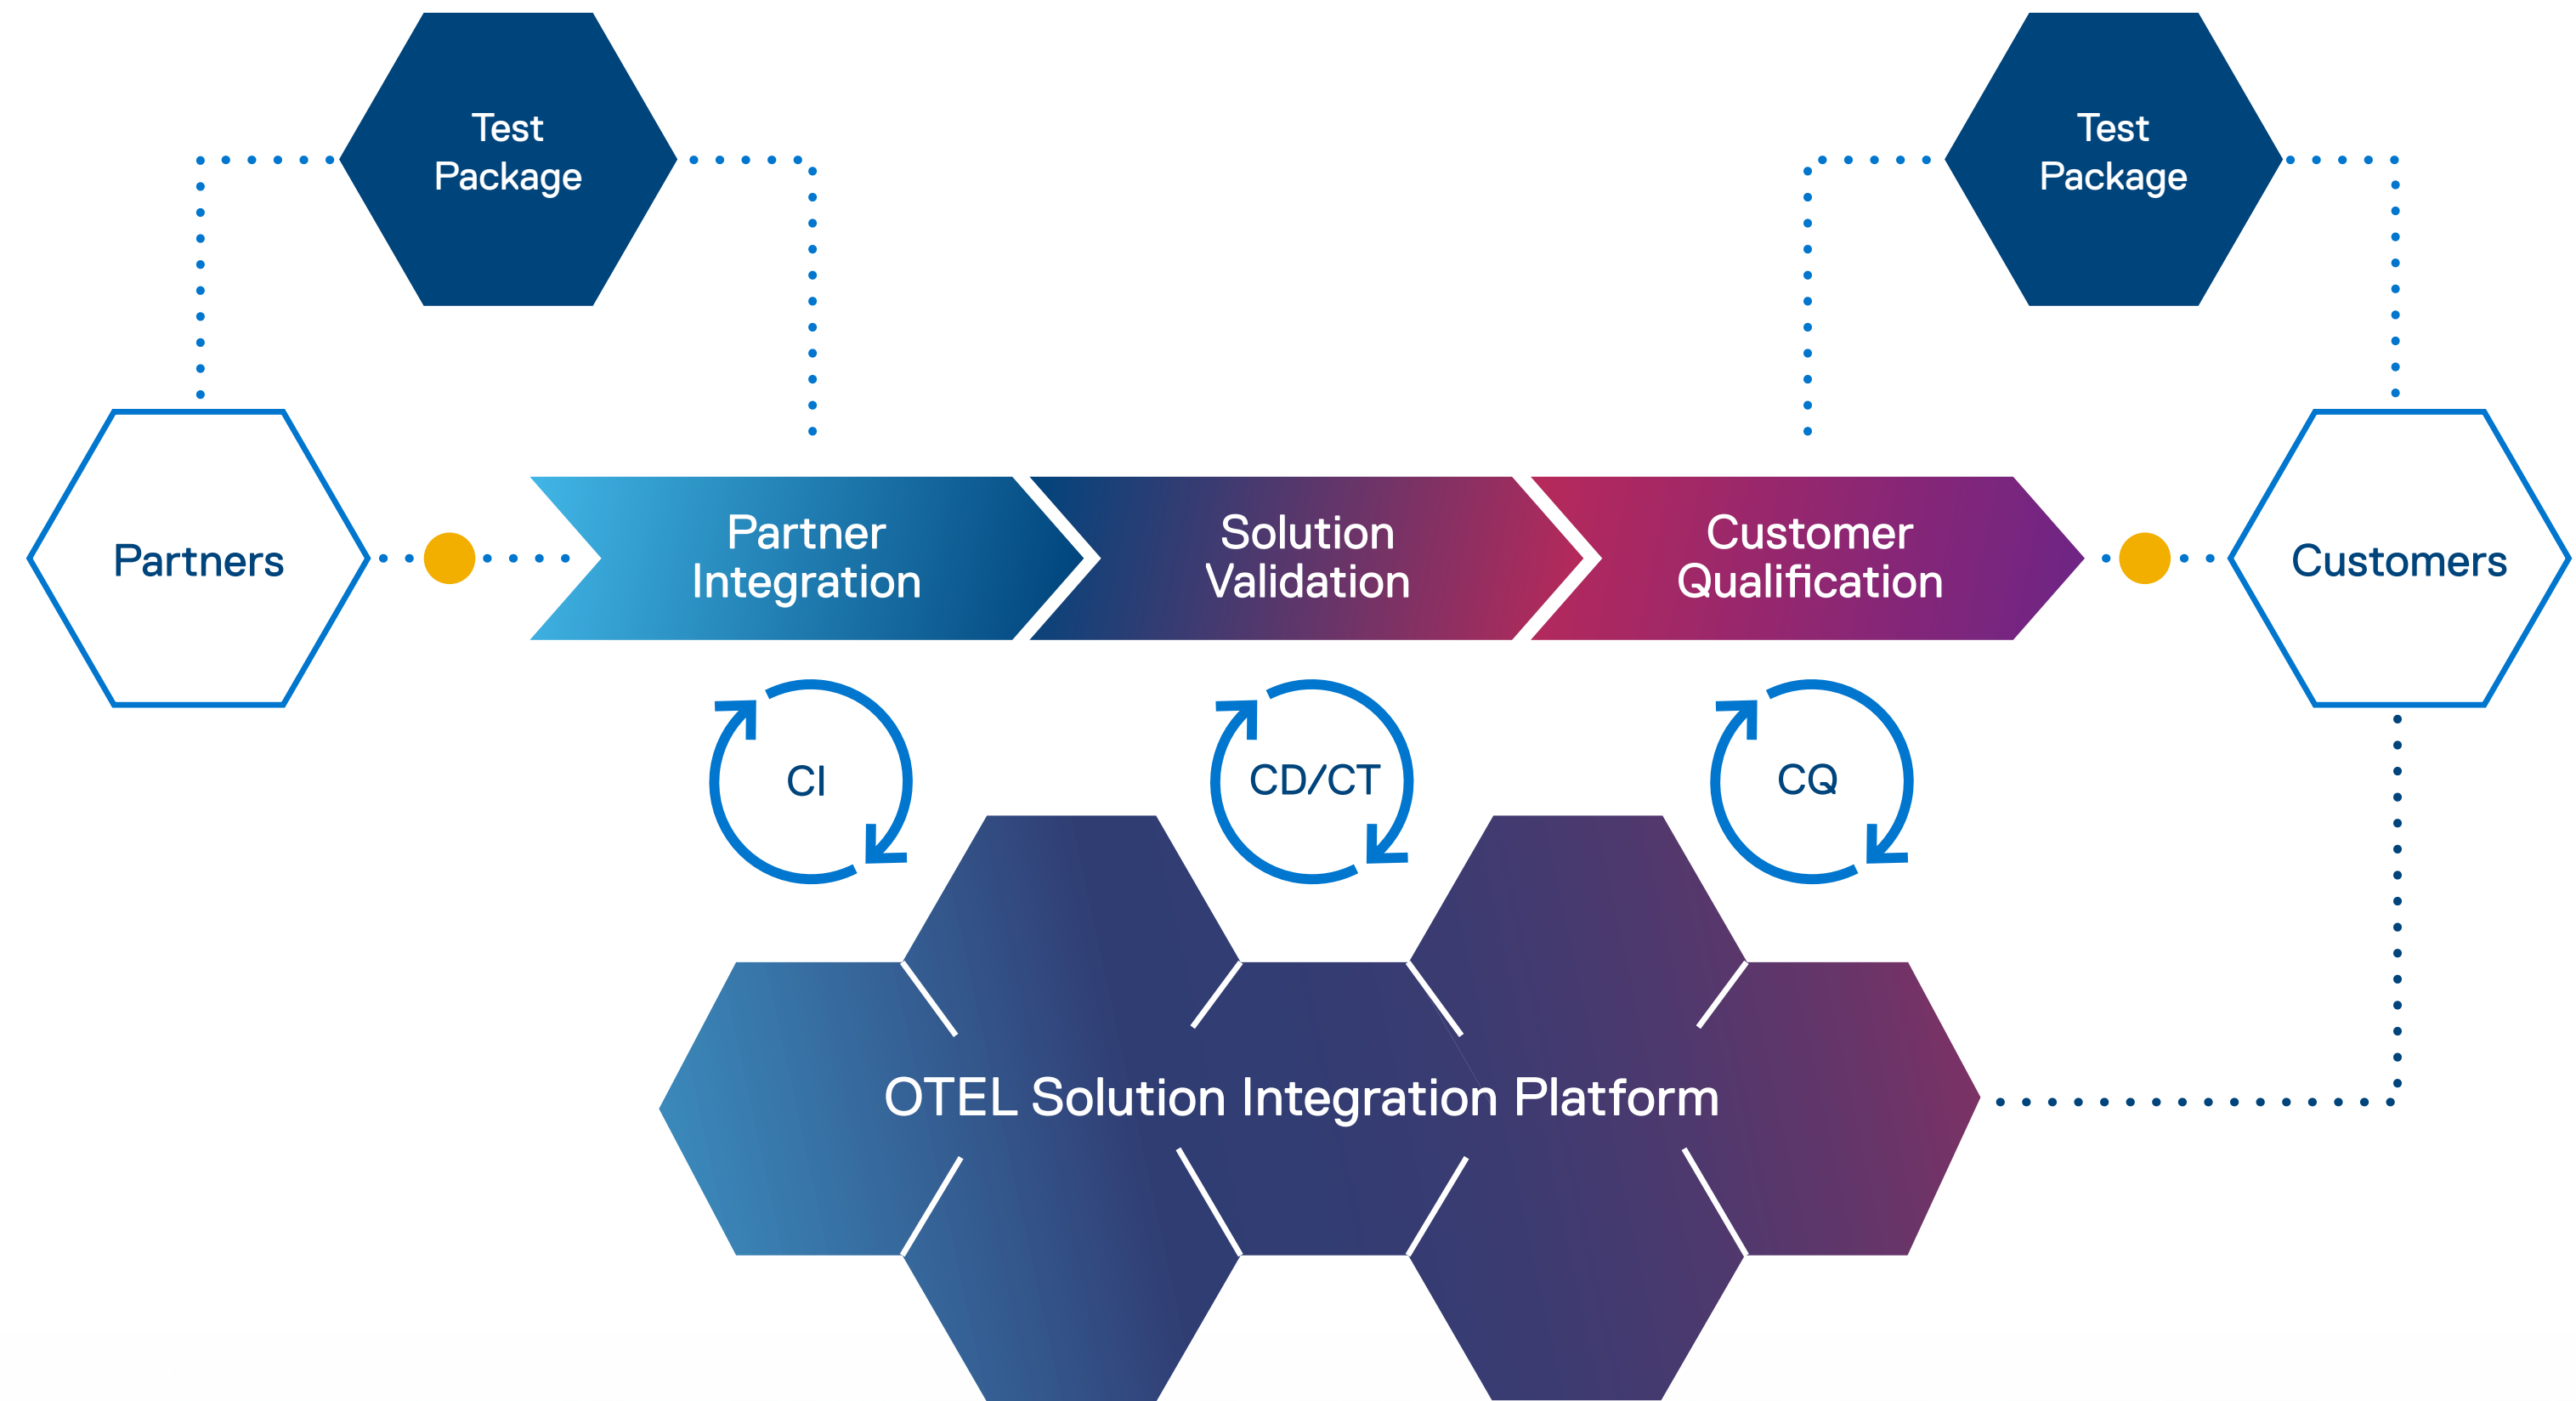 Test
Package
Test
Package
Partners
Partner
Integration
Solution
Validation
Customer
Qualification
Customers
CI
CD/CT
CQ
OTEL Solution Integration Platform